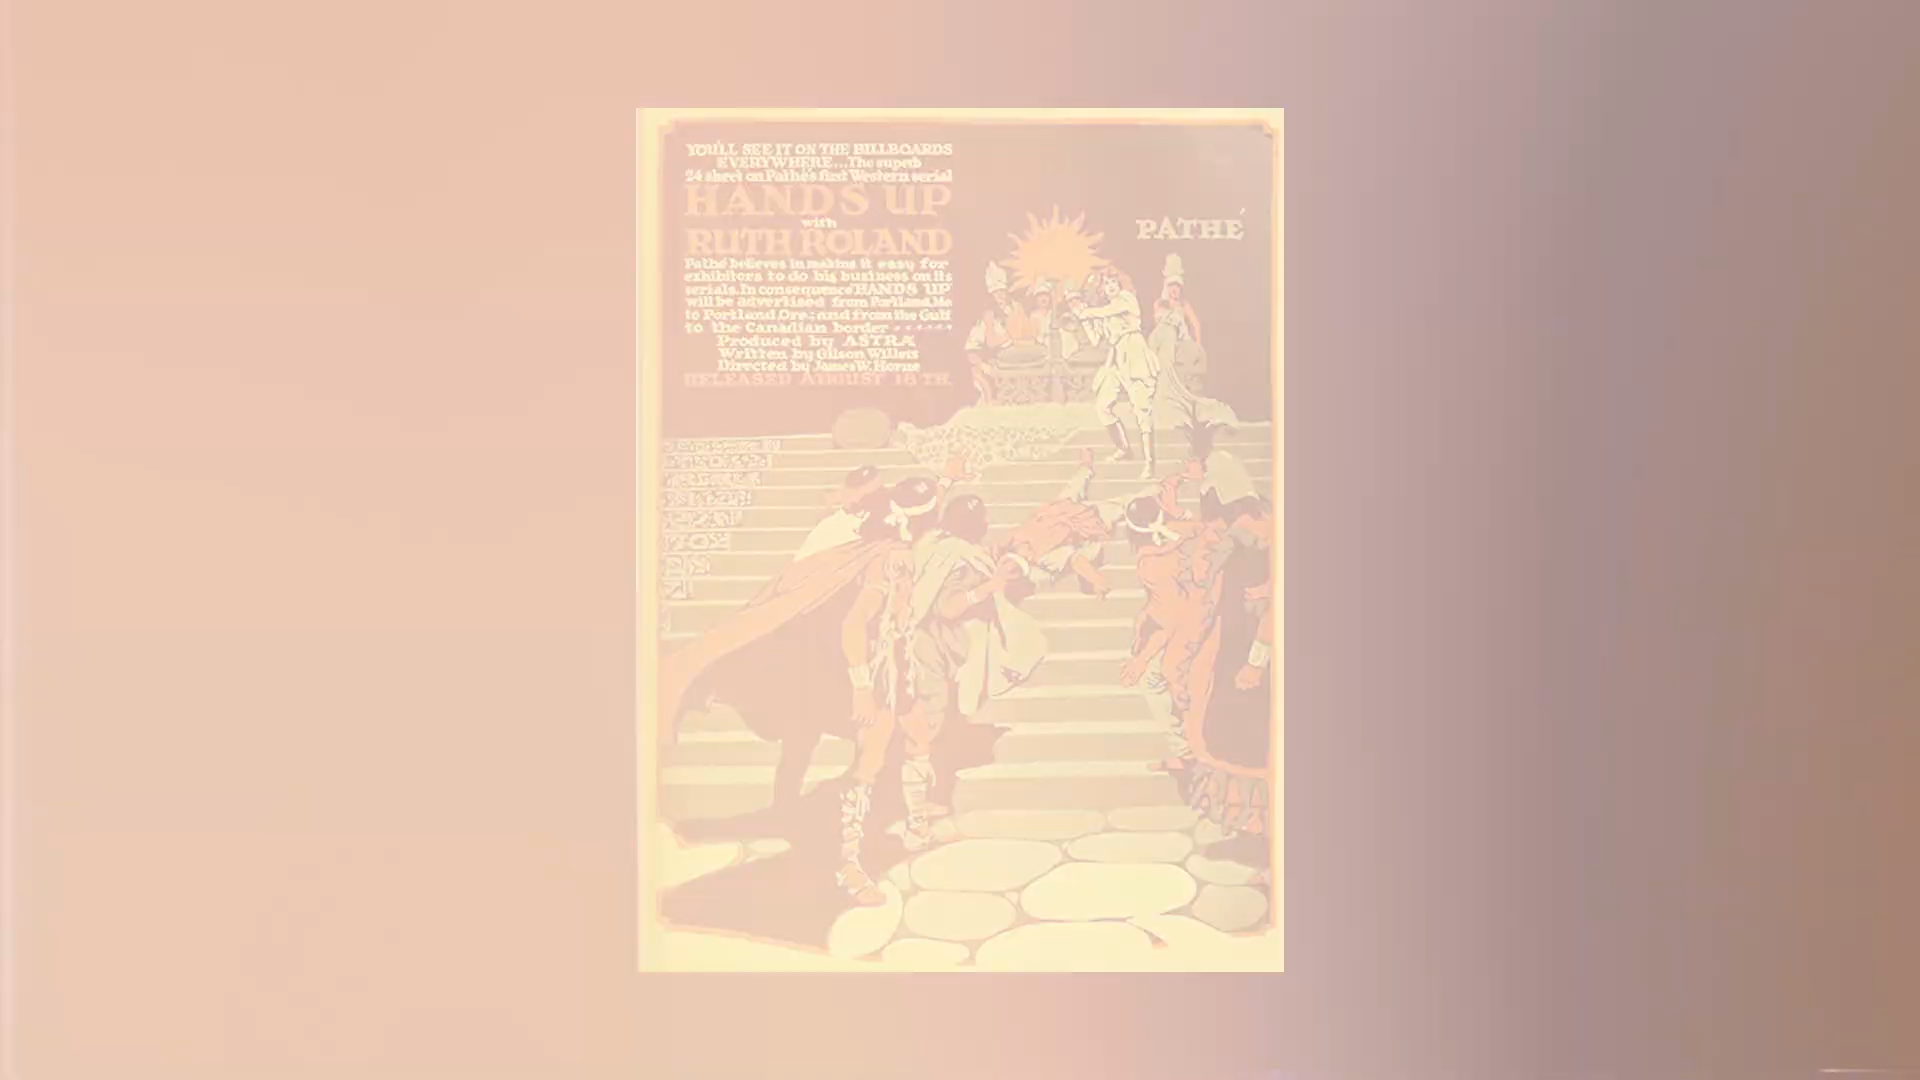 YOU'LL SEE IT ON THE BILLBOARDS
EVERYWHERE...The superb
24 sheet on Pathé's first Western serial
HANDS UP
with
RUTH ROLAND
Pathé believes in making it easy for
exhibitors to do big business on its
serials. In consequence "HANDS UP"
will be advertised from Portland, Me
to Portland, Ore; and from the Gulf
to the Canadian border
Produced by ASTRA
Written by Gilson Willets
Directed by James W. Horne
RELEASED AUGUST 18TH.
PATHÉ